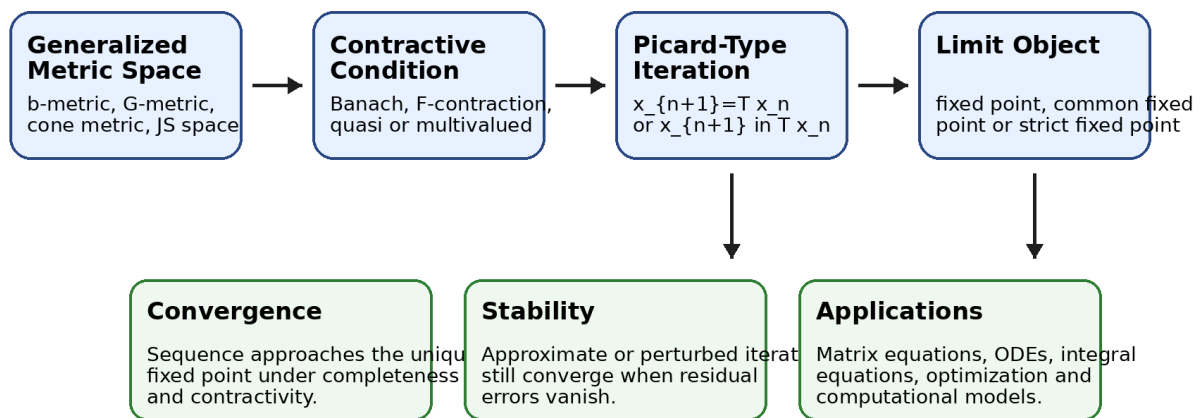 Generalized
Metric Space
b-metric, G-metric,
cone metric, JS space
Contractive
Condition
Banach, F-contraction,
quasi or multivalued
Picard-Type
Iteration
x_{n+1}=T x_n
or x_{n+1} in T x_n
Limit Object
fixed point, common fixed
point or strict fixed point
Convergence
Sequence approaches the uniqu
fixed point under completeness
and contractivity.
Stability
Approximate or perturbed iterat
still converge when residual
errors vanish.
Applications
Matrix equations, ODEs, integral
equations, optimization and
computational models.